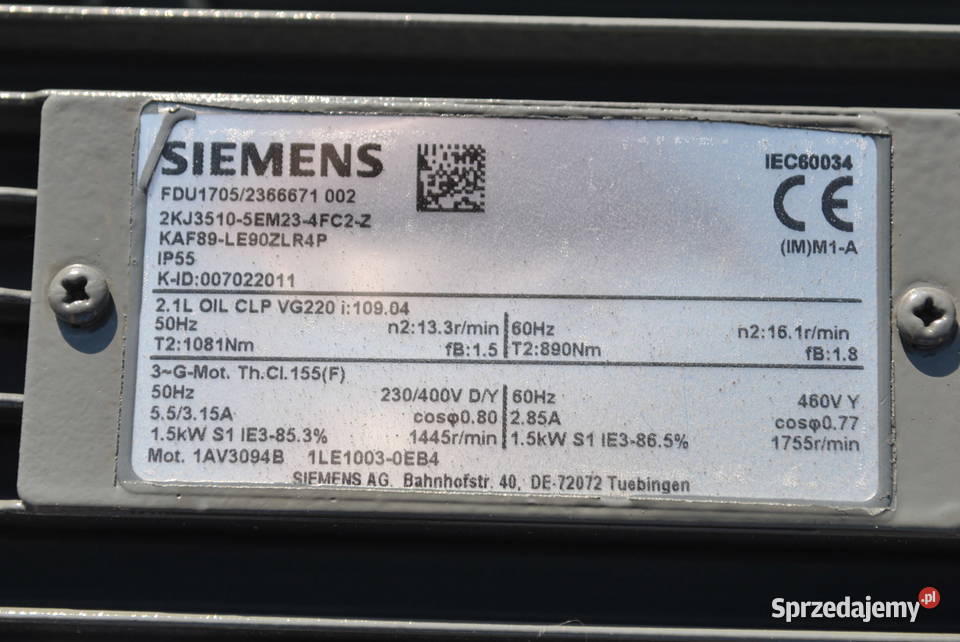 SIEMENS
FDU1705/2366671 002
2KJ3510-5EM23-4FC2-Z
KAF89-LE90ZLR4P
IP55
K-ID:007022011
IEC60034
CE
(IM)M1-A
2.1L OIL CLP VG220 i:109.04
50Hz n2:13.3r/min 60Hz n2:16.1r/min
T2:1081Nm fB:1.5 T2:890Nm fB:1.8
3~G-Mot. Th.Cl.155(F)
50Hz 230/400V D/Y 60Hz 460V Y
5.5/3.15A cosφ0.80 2.85A cosφ0.77
1.5kW S1 IE3-85.3% 1445r/min 1.5kW S1 IE3-86.5% 1755r/min
Mot. 1AV3094B 1LE1003-0EB4
SIEMENS AG, Bahnhofstr. 40, DE-72072 Tuebingen
Sprzedajemy.pl